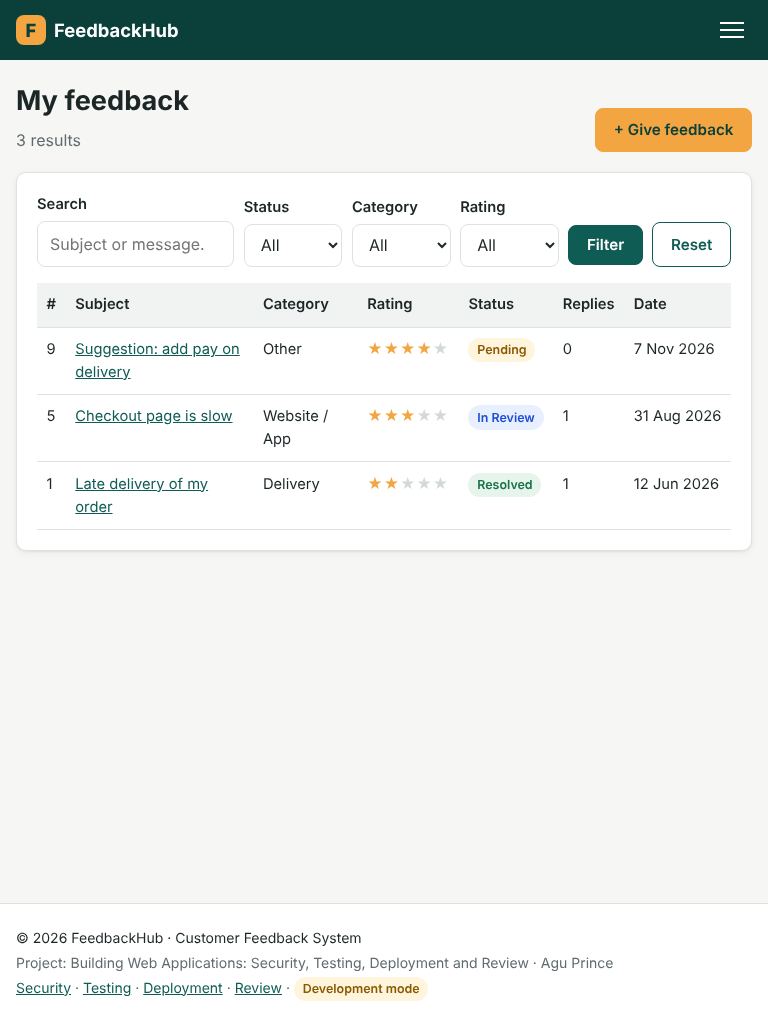 F FeedbackHub
My feedback
3 results
+ Give feedback
Search Status Category Rating
Subject or message. All All All Filter Reset
# Subject Category Rating Status Replies Date
9 Suggestion: add pay on Other ★★★★★ Pending 0 7 Nov 2026
delivery
5 Checkout page is slow Website / ★★★★★ In Review 1 31 Aug 2026
App
1 Late delivery of my Delivery ★★★★★ Resolved 1 12 Jun 2026
order
© 2026 FeedbackHub · Customer Feedback System
Project: Building Web Applications: Security, Testing, Deployment and Review · Agu Prince
Security · Testing · Deployment · Review · Development mode